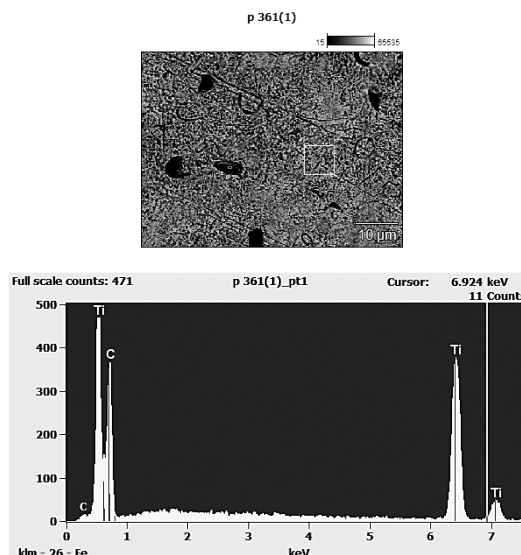 p 361(1)
15 65535
10 μm
Full scale counts: 471 p 361(1)_pt1 Cursor: 6.924 keV
11 Count
500
Ti
C
Ti
400
300
200
100
C
Ti
0
0 1 2 3 4 5 6 7
klm - 26 - Fe keV